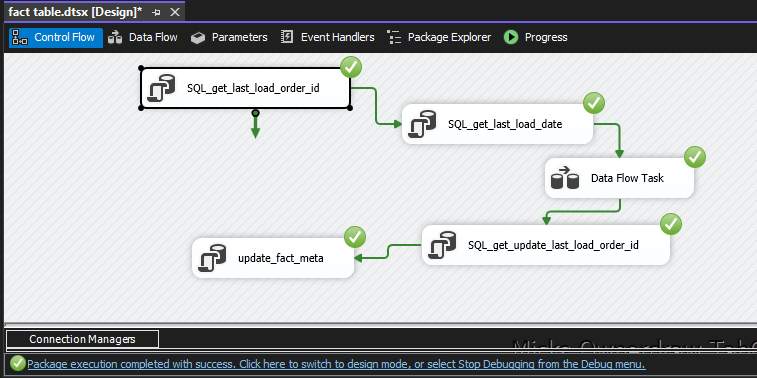 fact table.dtsx [Design]*
Control Flow
Data Flow
Parameters
Event Handlers
Package Explorer
Progress
SQL_get_last_load_order_id
SQL_get_last_load_date
Data Flow Task
SQL_get_update_last_load_order_id
update_fact_meta
Connection Managers
Package execution completed with success. Click here to switch to design mode, or select Stop Debugging from the Debug menu.